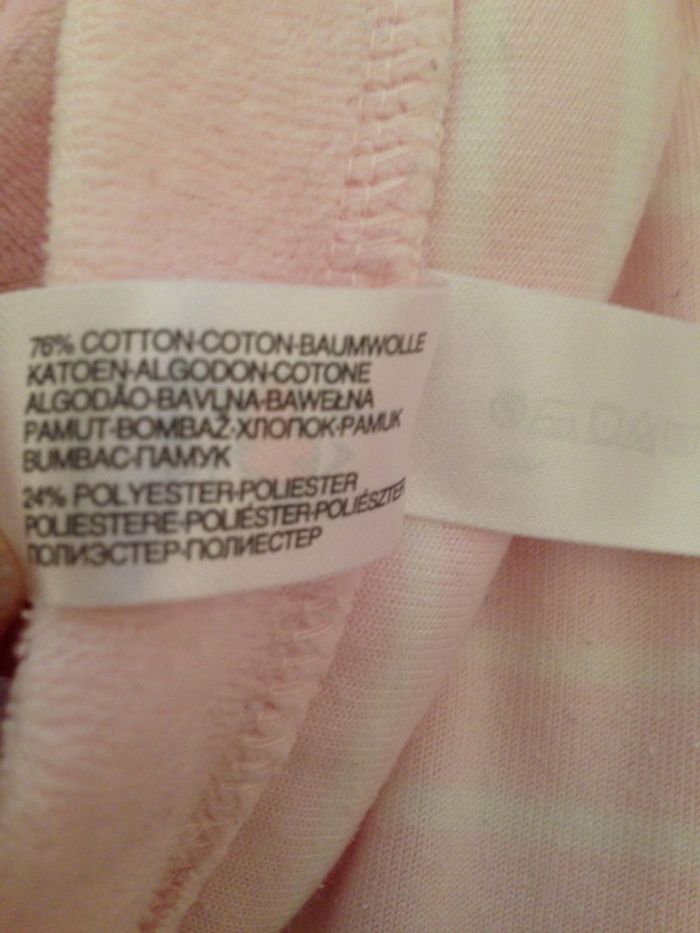 76% COTTON-COTON-BAUMWOLLE
KATOEN-ALGODON-COTONE
ALGODÃO-BAVLNA-BAWEŁNA
PAMUT-BOMBAŽ-ХЛОПОК-PAMUK
BUMBAC-ПАМУК
24% POLYESTER-POLIESTER
POLIESTERE-POLIÉSTER-POLIÉSZTER
ПОЛИЭСТЕР-ПОЛИЕСТЕР